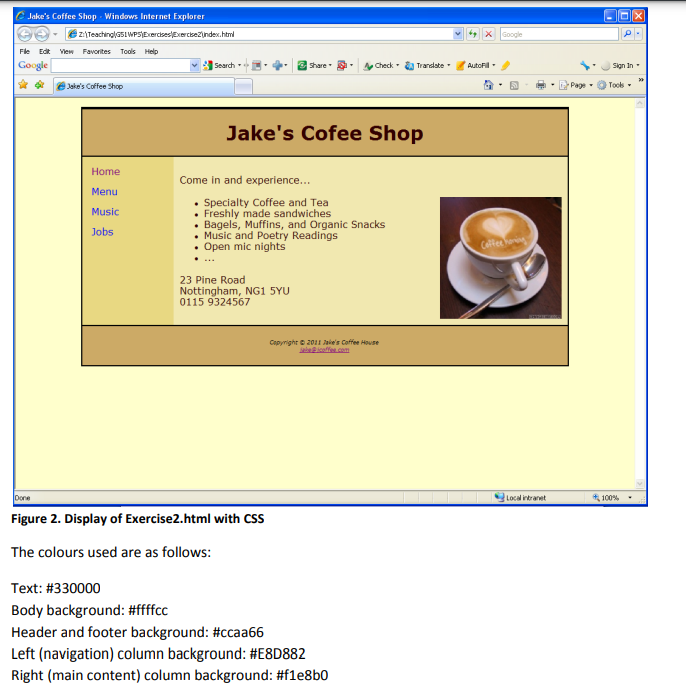 Jake's Coffee Shop - Windows Internet Explorer
Z:\Teaching\G51WPS\Exercises\Exercise2\index.html
Google
File Edit View Favorites Tools Help
Google Search Share Check Translate AutoFill Sign In
Jake's Coffee Shop Page Tools
Jake's Cofee Shop
Home
Menu
Music
Jobs
Come in and experience...
• Specialty Coffee and Tea
• Freshly made sandwiches
• Bagels, Muffins, and Organic Snacks
• Music and Poetry Readings
• Open mic nights
• ...
23 Pine Road
Nottingham, NG1 5YU
0115 9324567
Copyright © 2011 Jake's Coffee House
jake@jcoffee.com
Done Local intranet 100%
Figure 2. Display of Exercise2.html with CSS
The colours used are as follows:
Text: #330000
Body background: #ffffcc
Header and footer background: #ccaa66
Left (navigation) column background: #E8D882
Right (main content) column background: #f1e8b0